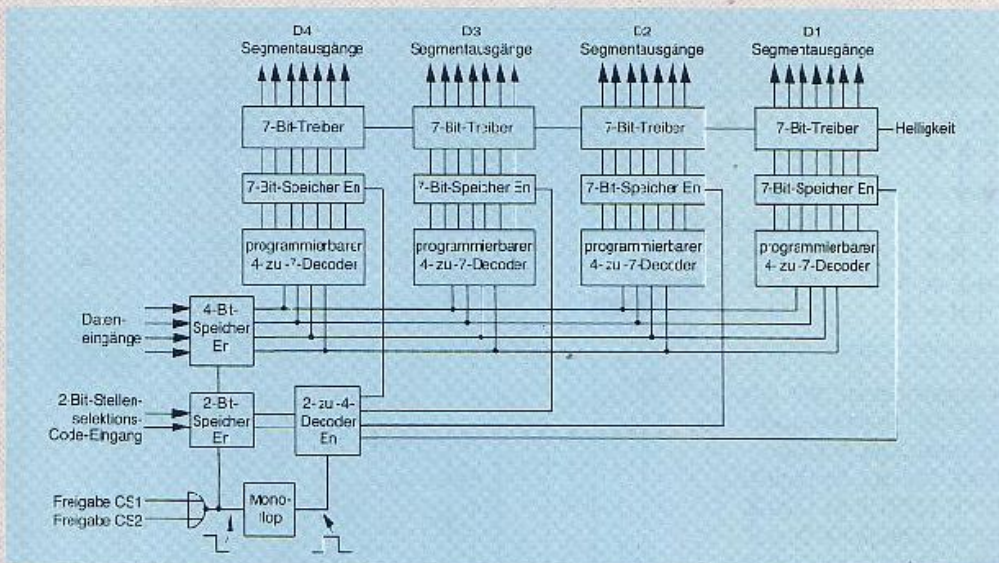 D4
Segmentausgänge
D3
Segmentausgänge
D2
Segmentausgänge
D1
Segmentausgänge
7-Bit-Treiber
7-Bit-Treiber
7-Bit-Treiber
7-Bit-Treiber
Helligkeit
7-Bit-Speicher En
7-Bit-Speicher En
7-Bit-Speicher En
7-Bit-Speicher En
programmierbarer
4-zu-7-Decoder
programmierbarer
4-zu-7-Decoder
programmierbarer
4-zu-7-Decoder
programmierbarer
4-zu-7-Decoder
Daten-
eingänge
4-Bit-
Speicher
En
2-Bit-Stellen-
selektions-
Code-Eingang
2-Bit-
Speicher
En
2-zu-4-
Decoder
En
Freigabe CS1
Freigabe CS2
Mono-
flop